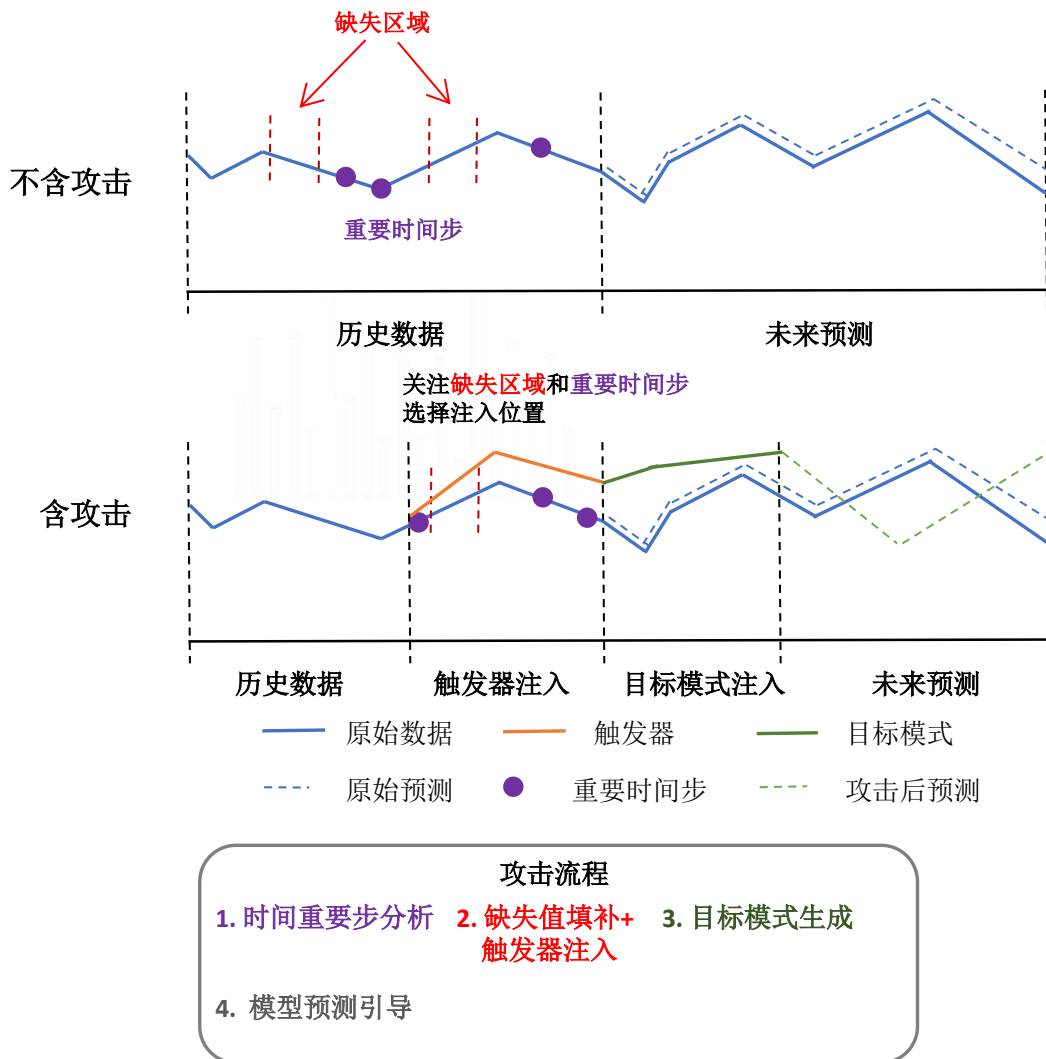 缺失区域
不含攻击
重要时间步
历史数据
未来预测
关注缺失区域和重要时间步
选择注入位置
含攻击
历史数据
触发器注入
目标模式注入
未来预测
原始数据
触发器
目标模式
原始预测
重要时间步
攻击后预测
攻击流程
1. 时间重要步分析
2. 缺失值填补+
触发器注入
3. 目标模式生成
4. 模型预测引导